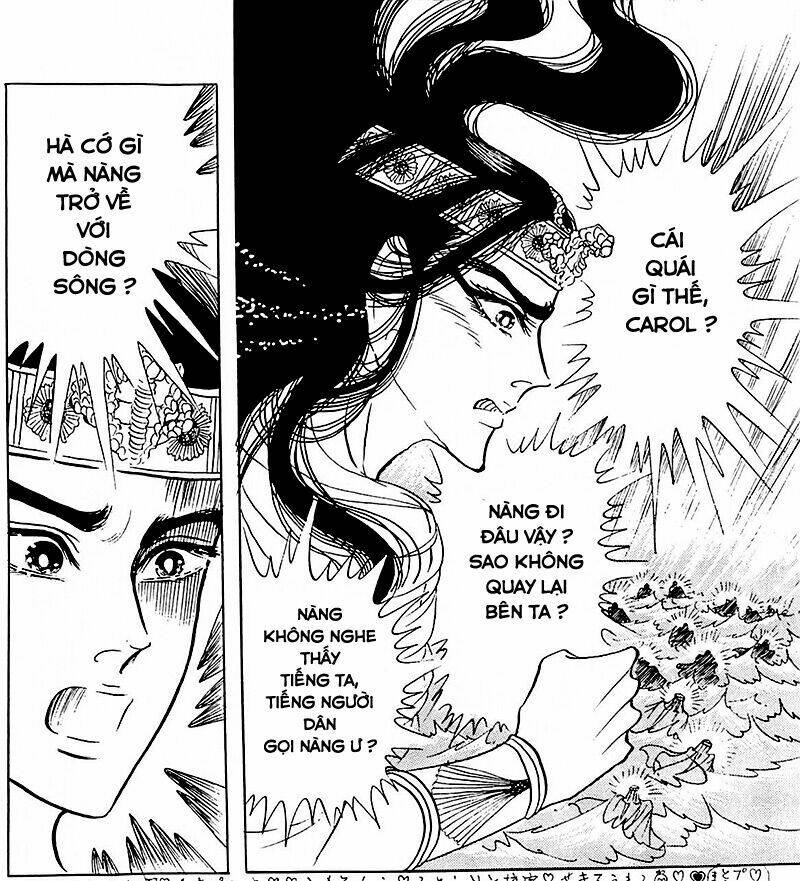 HÀ CỚ GÌ
MÀ NÀNG
TRỞ VỀ
VỚI
DÒNG
SÔNG ?
CÁI
QUÁI
GÌ THẾ,
CAROL ?
NÀNG ĐI
ĐÂU VẬY ?
SAO KHÔNG
QUAY LẠI
BÊN TA ?
NÀNG
KHÔNG NGHE
THẤY
TIẾNG TA,
TIẾNG NGƯỜI
DÂN
GỌI NÀNG Ư ?